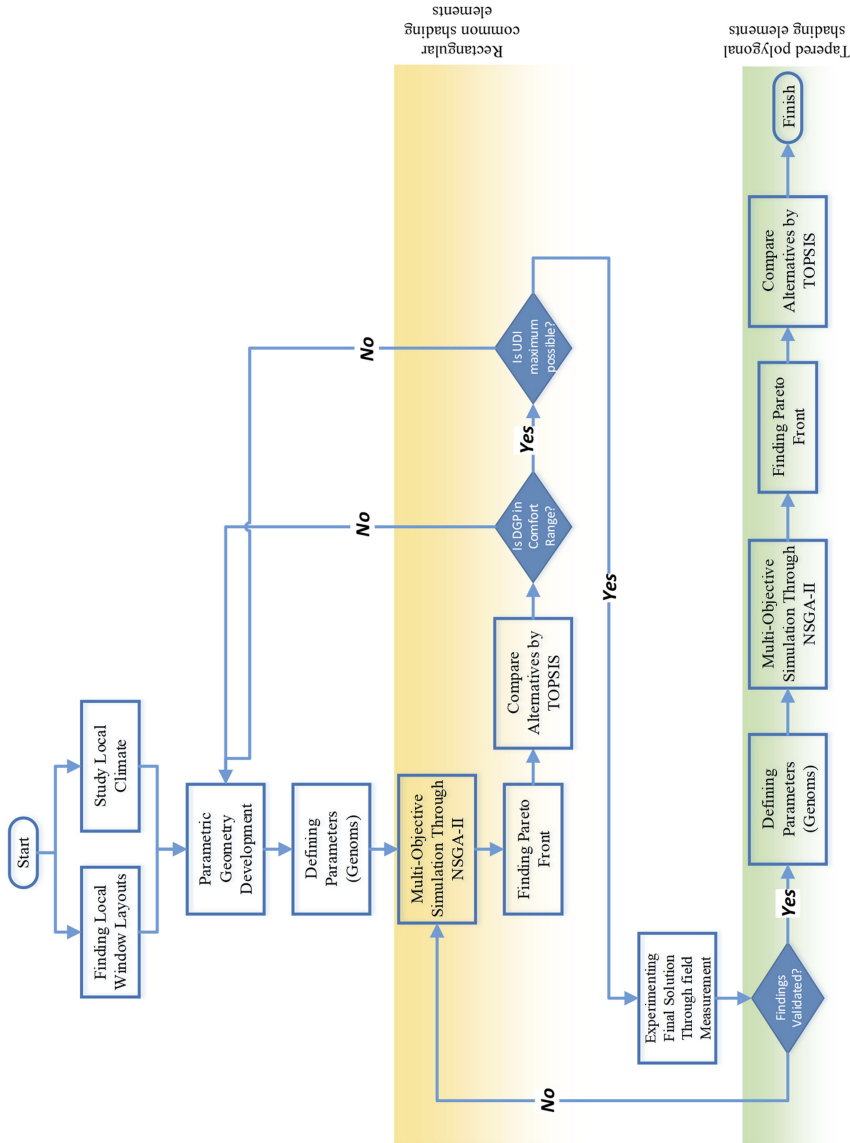 Start
Finding Local
Window Layouts
Study Local
Climate
Parametric
Geometry
Development
Defining
Parameters
(Genoms)
Multi-Objective
Simulation Through
NSGA-II
Finding Pareto
Front
Compare
Alternatives by
TOPSIS
Is DGP in
Comfort
Range?
No
Yes
Is UDI
maximum
possible?
No
Yes
Rectangular
common shading
elements
Experimenting
Final Solution
Through field
Measurement
Findings
Validated?
No
Yes
Defining
Parameters
(Genoms)
Multi-Objective
Simulation Through
NSGA-II
Finding Pareto
Front
Compare
Alternatives by
TOPSIS
Finish
Tapered polygonal
shading elements